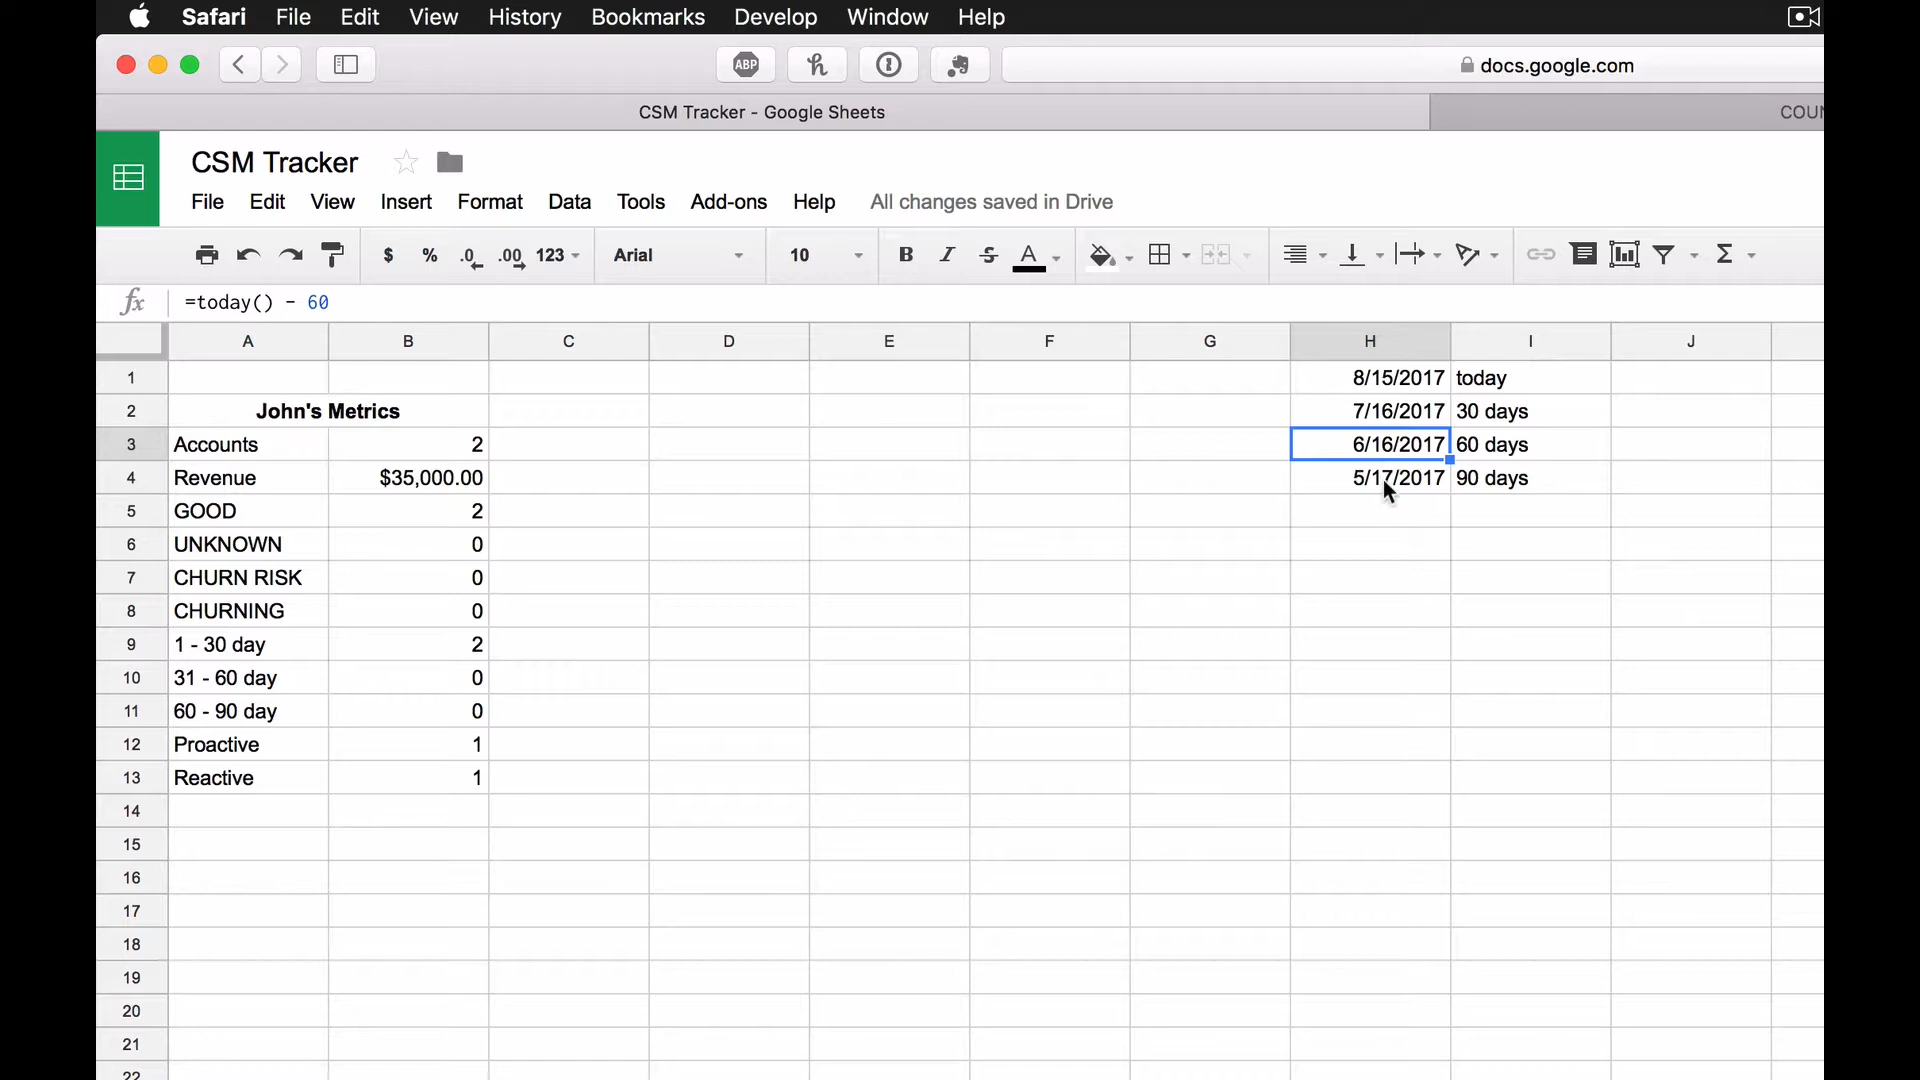 Safari File Edit View History Bookmarks Develop Window Help
ABP h docs.google.com
CSM Tracker - Google Sheets COUN
CSM Tracker
File Edit View Insert Format Data Tools Add-ons Help All changes saved in Drive
$ % .0 .00 123 Arial 10 B I S A Σ
fx =today() - 60
A B C D E F G H I J
1 8/15/2017 today
2 John's Metrics 7/16/2017 30 days
3 Accounts 2 6/16/2017 60 days
4 Revenue $35,000.00 5/17/2017 90 days
5 GOOD 2
6 UNKNOWN 0
7 CHURN RISK 0
8 CHURNING 0
9 1 - 30 day 2
10 31 - 60 day 0
11 60 - 90 day 0
12 Proactive 1
13 Reactive 1
14
15
16
17
18
19
20
21
22